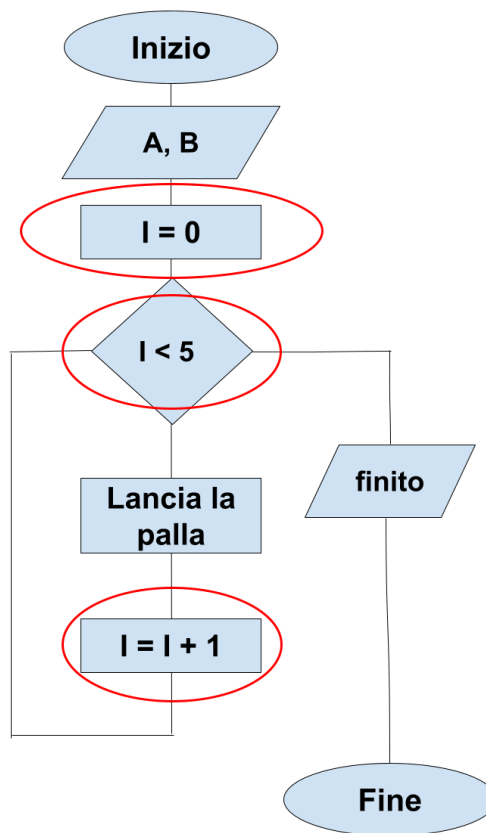 Inizio
A, B
I = 0
I < 5
Lancia la
palla
I = I + 1
finito
Fine